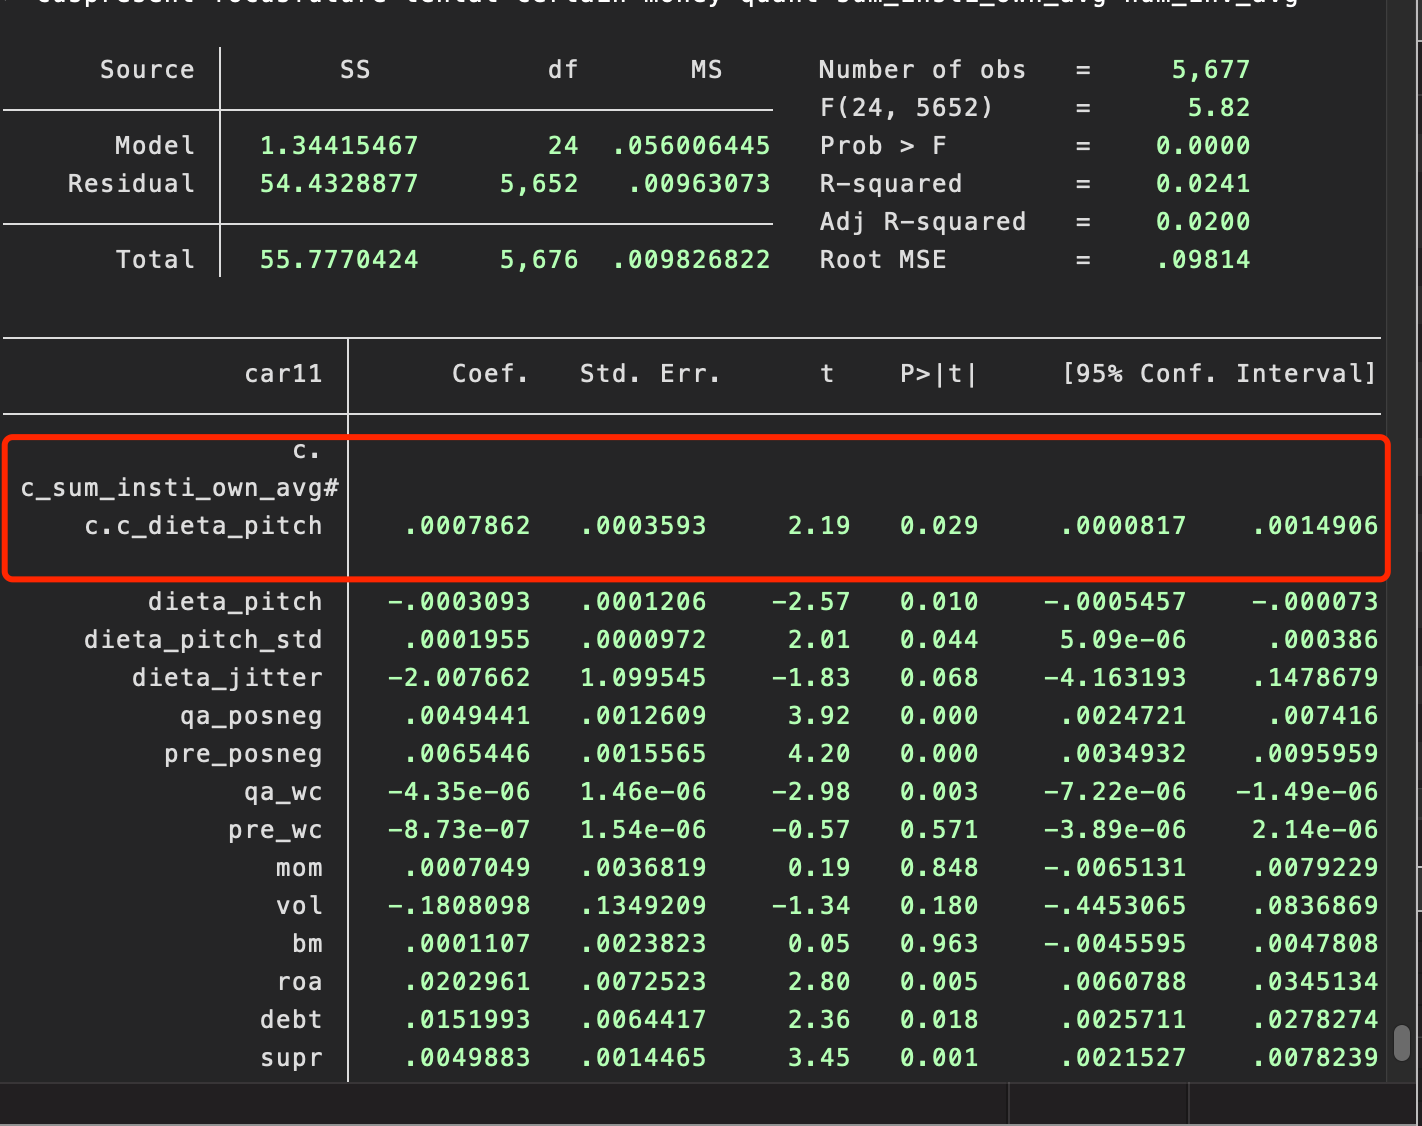 Source SS df MS Number of obs = 5,677
F(24, 5652) = 5.82
Model 1.34415467 24 .056006445 Prob > F = 0.0000
Residual 54.4328877 5,652 .00963073 R-squared = 0.0241
Adj R-squared = 0.0200
Total 55.7770424 5,676 .009826822 Root MSE = .09814
car11 Coef. Std. Err. t P>|t| [95% Conf. Interval]
c.
c_sum_insti_own_avg#
c.c_dieta_pitch .0007862 .0003593 2.19 0.029 .0000817 .0014906
dieta_pitch -.0003093 .0001206 -2.57 0.010 -.0005457 -.000073
dieta_pitch_std .0001955 .0000972 2.01 0.044 5.09e-06 .000386
dieta_jitter -2.007662 1.099545 -1.83 0.068 -4.163193 .1478679
qa_posneg .0049441 .0012609 3.92 0.000 .0024721 .007416
pre_posneg .0065446 .0015565 4.20 0.000 .0034932 .0095959
qa_wc -4.35e-06 1.46e-06 -2.98 0.003 -7.22e-06 -1.49e-06
pre_wc -8.73e-07 1.54e-06 -0.57 0.571 -3.89e-06 2.14e-06
mom .0007049 .0036819 0.19 0.848 -.0065131 .0079229
vol -.1808098 .1349209 -1.34 0.180 -.4453065 .0836869
bm .0001107 .0023823 0.05 0.963 -.0045595 .0047808
roa .0202961 .0072523 2.80 0.005 .0060788 .0345134
debt .0151993 .0064417 2.36 0.018 .0025711 .0278274
supr .0049883 .0014465 3.45 0.001 .0021527 .0078239